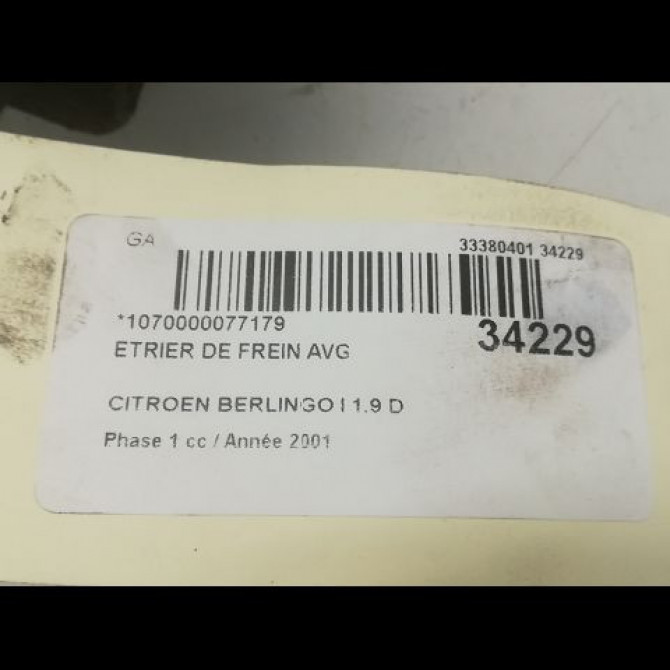 GA
33380401 34229
*1070000077179
34229
ETRIER DE FREIN AVG
CITROEN BERLINGO I 1.9 D
Phase 1 cc / Année 2001